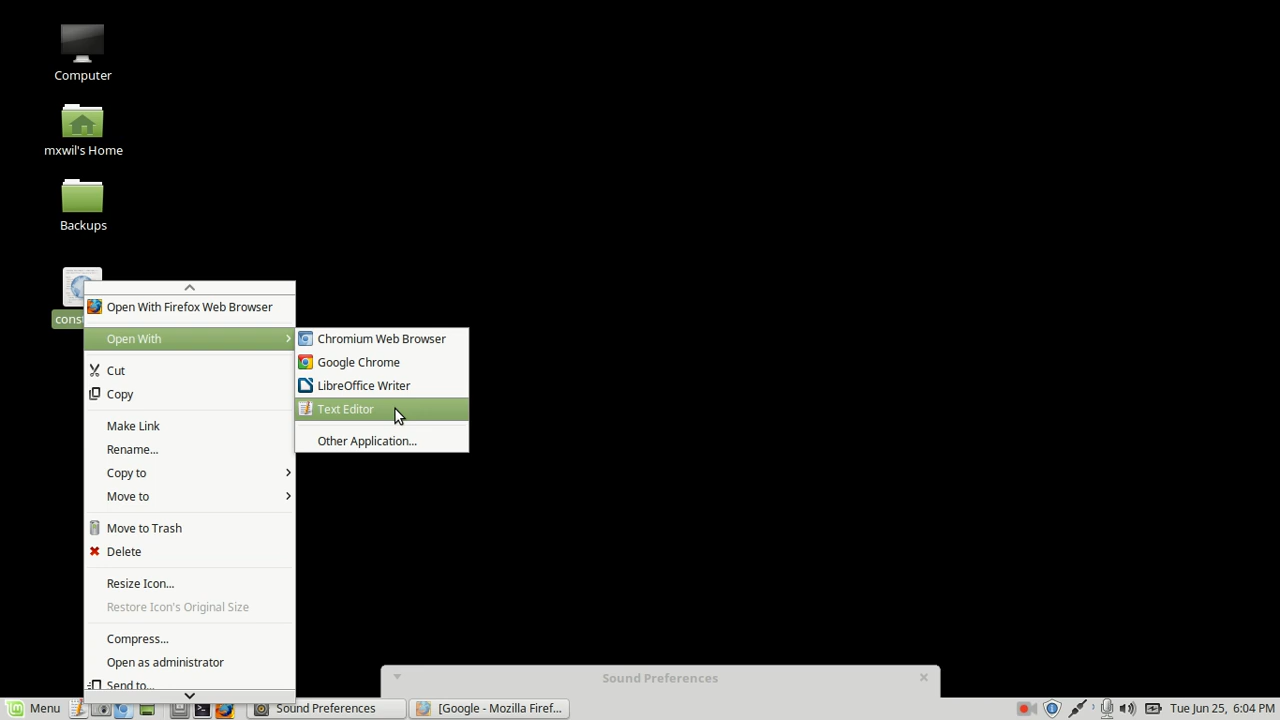 Computer
mxwil's Home
Backups
const
Open With Firefox Web Browser
Open With
Cut
Copy
Make Link
Rename...
Copy to
Move to
Move to Trash
Delete
Resize Icon...
Restore Icon's Original Size
Compress...
Open as administrator
Send to...
Chromium Web Browser
Google Chrome
LibreOffice Writer
Text Editor
Other Application...
Sound Preferences
Menu
Sound Preferences
[Google - Mozilla Firef...
Tue Jun 25, 6:04 PM